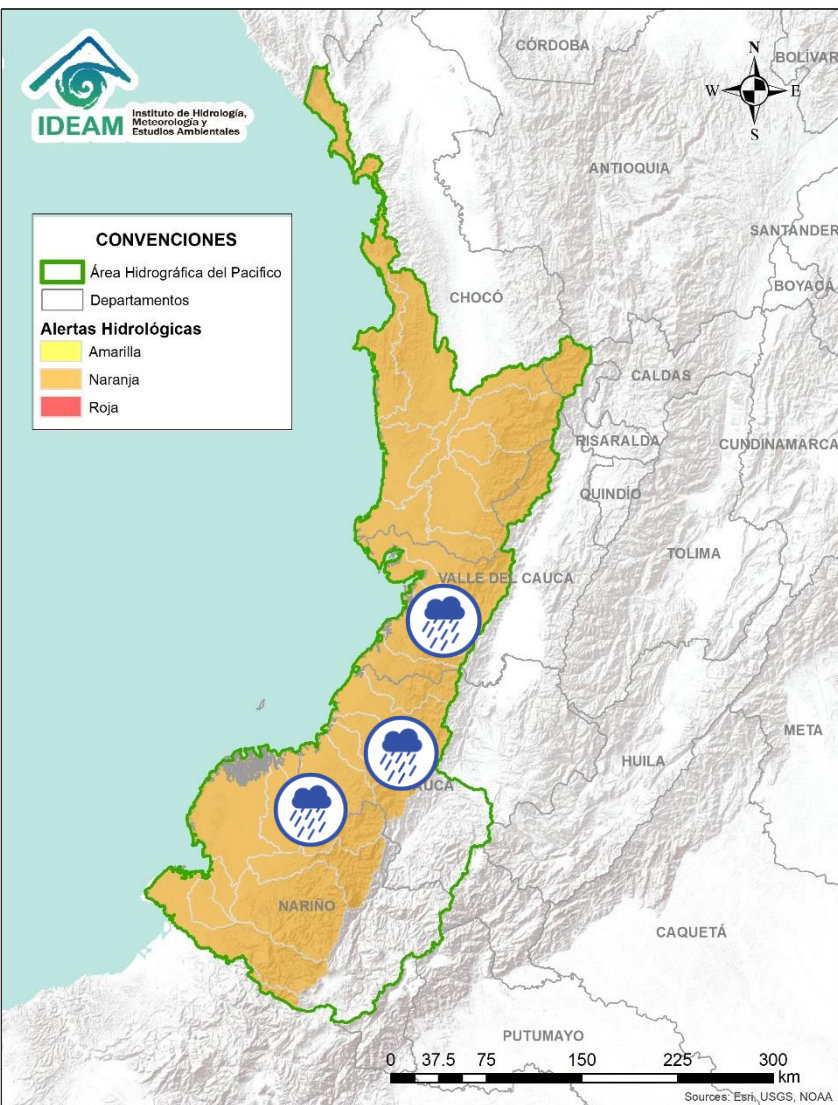 IDEAM
Instituto de Hidrología,
Meteorología y
Estudios Ambientales
N
W
E
S
CONVENCIONES
Área Hidrográfica del Pacifico
Departamentos
Alertas Hidrológicas
Amarilla
Naranja
Roja
CÓRDOBA
BOLÍVAR
ANTIOQUIA
SANTANDER
BOYACÁ
CHOCÓ
CALDAS
RISARALDA
CUNDINAMARCA
QUINDÍO
TOLIMA
VALLE DEL CAUCA
META
HUILA
AUCA
NARIÑO
CAQUETÁ
PUTUMAYO
0 37.5 75 150 225 300
km
Sources: Esri, USGS, NOAA